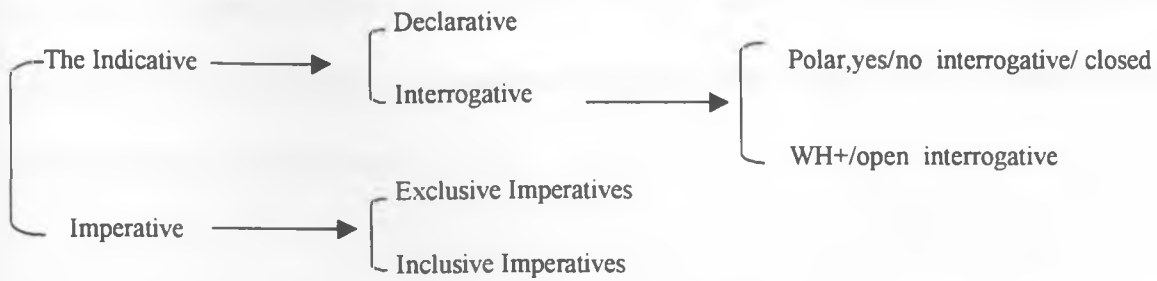 Declarative
The Indicative
Polar,yes/no interrogative/ closed
Interrogative
WH+/open interrogative
Exclusive Imperatives
Imperative
Inclusive Imperatives